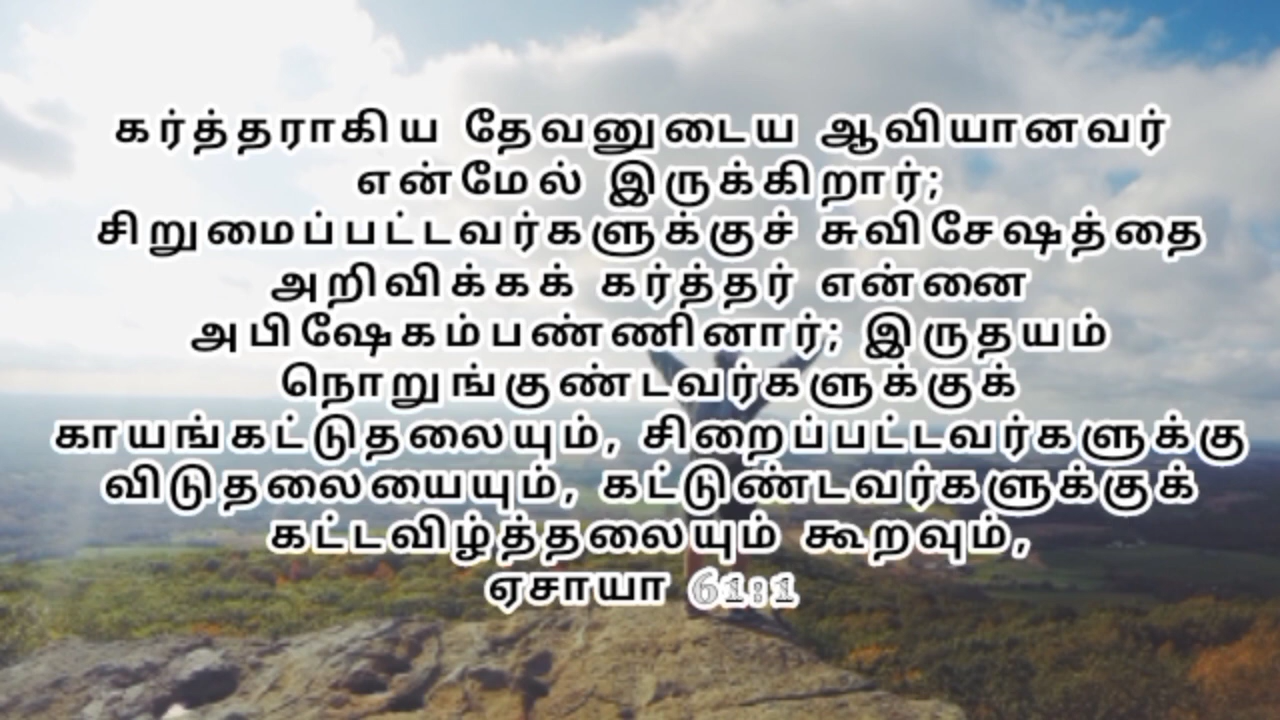 கர்த்தராகிய தேவனுடைய ஆவியானவர்
என்மேல் இருக்கிறார்;
சிறுமைப்பட்டவர்களுக்குச் சுவிசேஷத்தை
அறிவிக்கக் கர்த்தர் என்னை
அபிஷேகம்பண்ணினார்; இருதயம்
நொறுங்குண்டவர்களுக்குக்
காயங்கட்டுதலையும், சிறைப்பட்டவர்களுக்கு
விடுதலையையும், கட்டுண்டவர்களுக்குக்
கட்டவிழ்த்தலையும் கூறவும்,
ஏசாயா 61:1